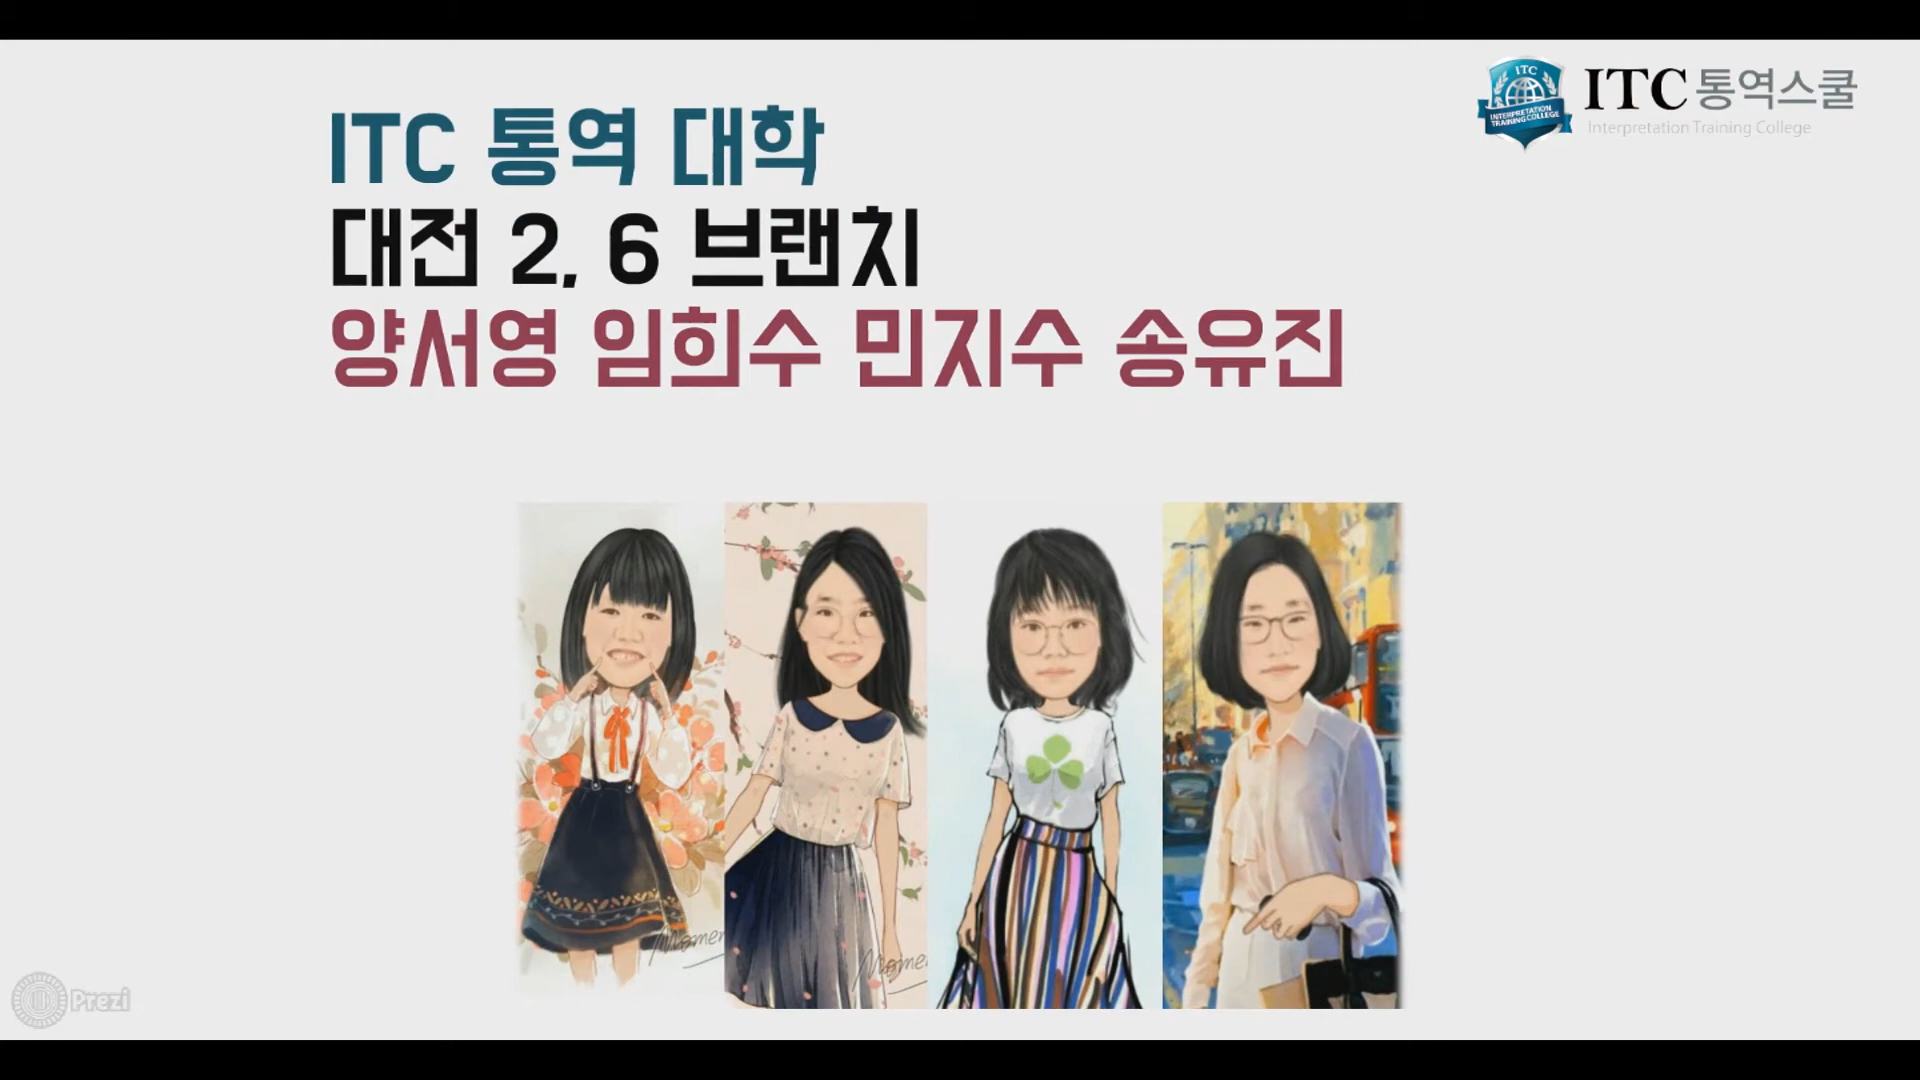 ITC 통역 대학
대전 2, 6 브랜치
양서영 임희수 민지수 송유진
ITC
INTERPRETATION
TRAINING COLLEGE
ITC 통역스쿨
Interpretation Training College
Prezi